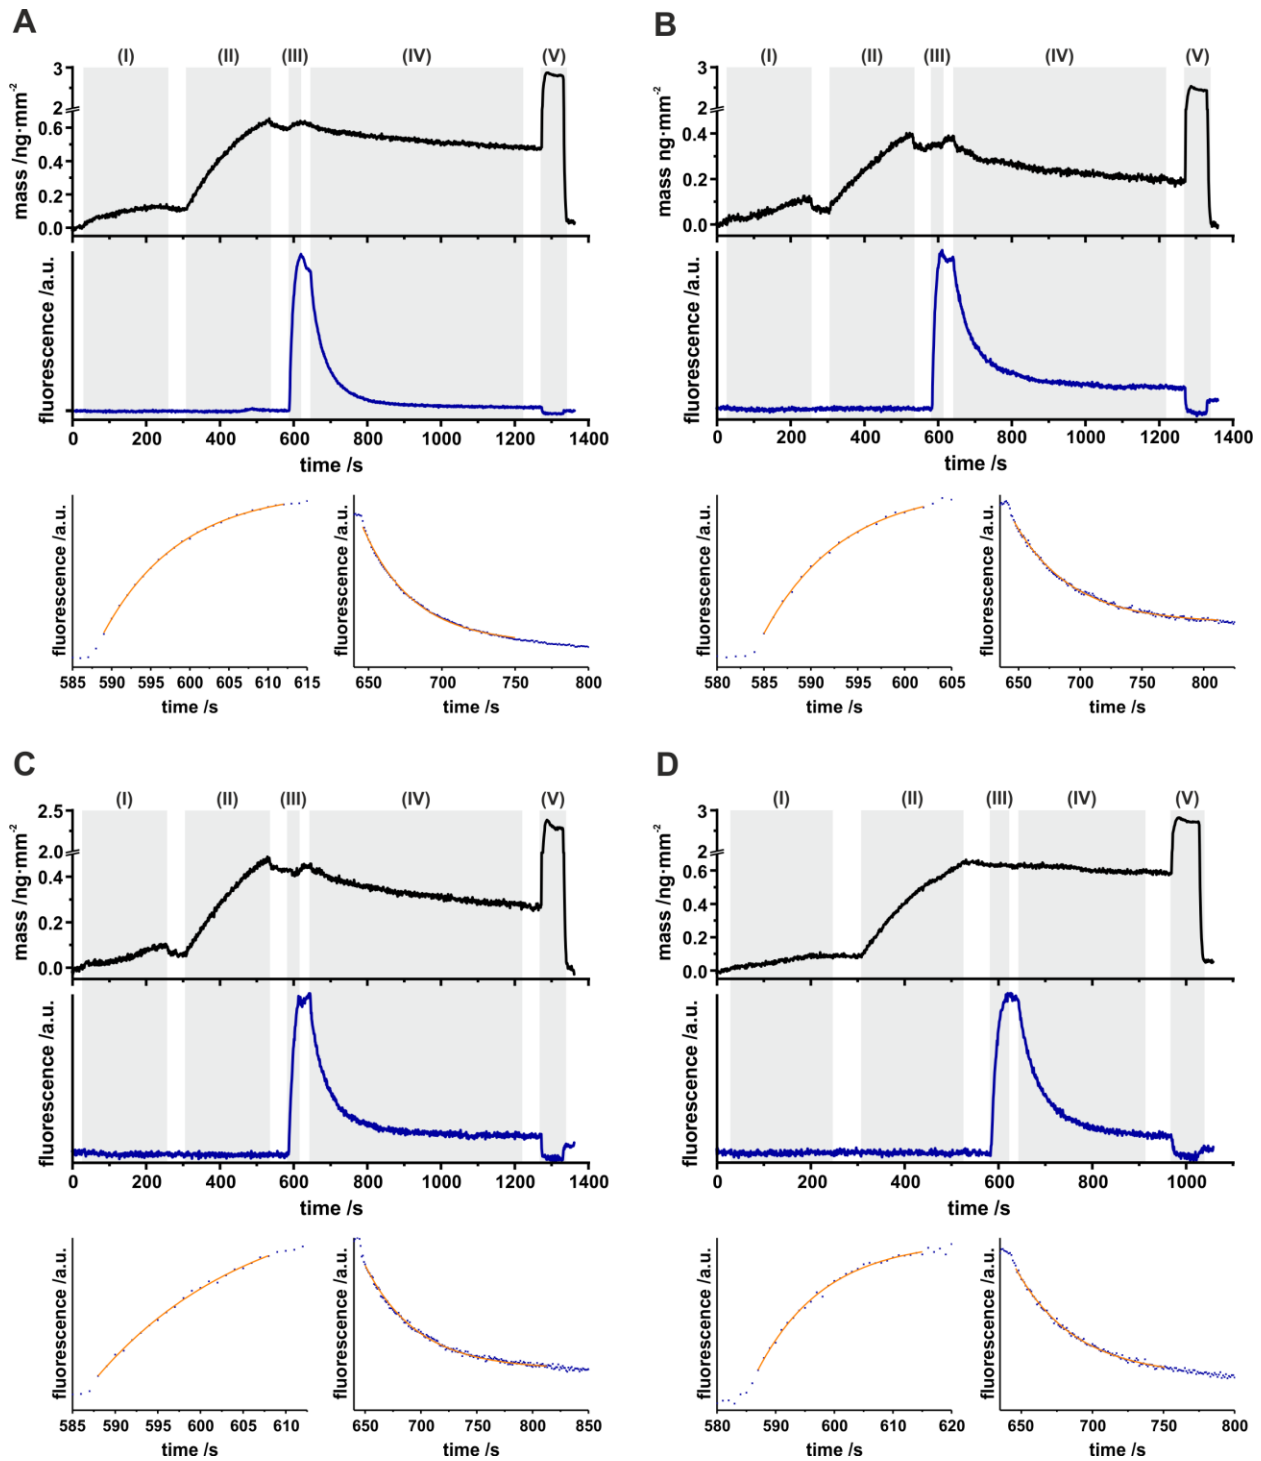 A
(I) (II) (III) (IV) (V)
mass /ng·mm-2
3
2
0.6
0.4
0.2
0.0
fluorescence /a.u.
0 200 400 600 800 1000 1200 1400
time /s
fluorescence /a.u.
585 590 595 600 605 610 615
time /s
fluorescence /a.u.
650 700 750 800
time /s
B
(I) (II) (III) (IV) (V)
mass ng·mm-2
3
2
0.4
0.2
0.0
fluorescence /a.u.
0 200 400 600 800 1000 1200 1400
time /s
fluorescence /a.u.
580 585 590 595 600 605
time /s
fluorescence /a.u.
650 700 750 800
time /s
C
(I) (II) (III) (IV) (V)
mass /ng·mm-2
2.5
2.0
0.4
0.2
0.0
fluorescence /a.u.
0 200 400 600 800 1000 1200 1400
time /s
fluorescence /a.u.
585 590 595 600 605 610
time /s
fluorescence /a.u.
650 700 750 800 850
time /s
D
(I) (II) (III) (IV) (V)
mass /ng·mm-2
3
2
0.6
0.4
0.2
0.0
fluorescence /a.u.
0 200 400 600 800 1000
time /s
fluorescence /a.u.
580 590 600 610 620
time /s
fluorescence /a.u.
650 700 750 800
time /s